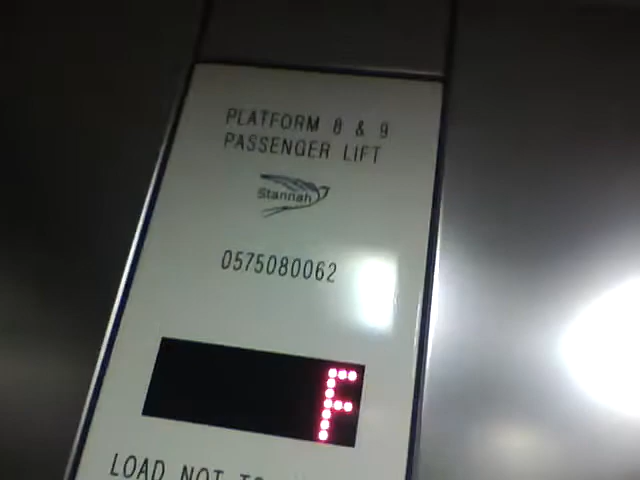 PLATFORM 8 & 9
PASSENGER LIFT
Stannah
0575080062
F
LOAD NOT